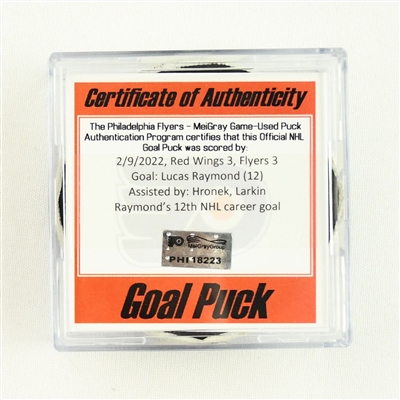 Certificate of Authenticity
The Philadelphia Flyers - MeiGray Game-Used Puck
Authentication Program certifies that this Official NHL
Goal Puck was scored by:
2/9/2022, Red Wings 3, Flyers 3
Goal: Lucas Raymond (12)
Assisted by: Hronek, Larkin
Raymond's 12th NHL career goal
MeiGrayGroup
PHI 18223
Goal Puck